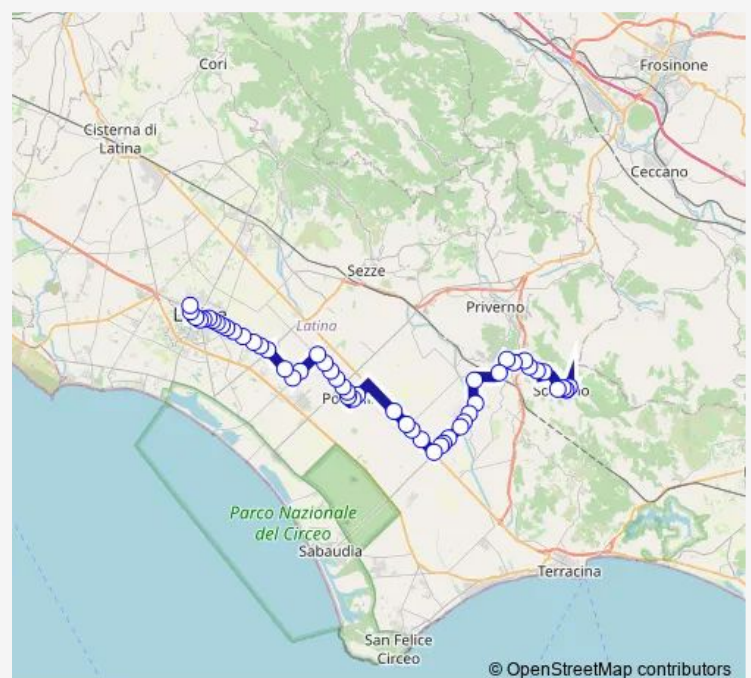 Cori
Frosinone
Cisterna di
Latina
Ceccano
Sezze
Priverno
Latina
Parco Nazionale
del Circeo
Sabaudia
Terracina
San Felice
Circeo
© OpenStreetMap contributors